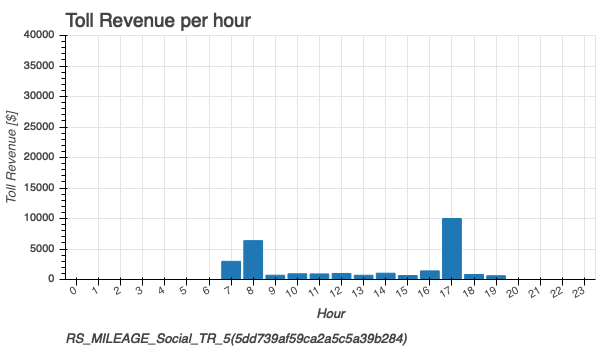 Toll Revenue per hour
40000
35000
30000
25000
20000
15000
10000
5000
0
Toll Revenue [$]
0 1 2 3 4 5 6 7 8 9 10 11 12 13 14 15 16 17 18 19 20 21 22 23
Hour
RS_MILEAGE_Social_TR_5(5dd739af59ca2a5c5a39b284)